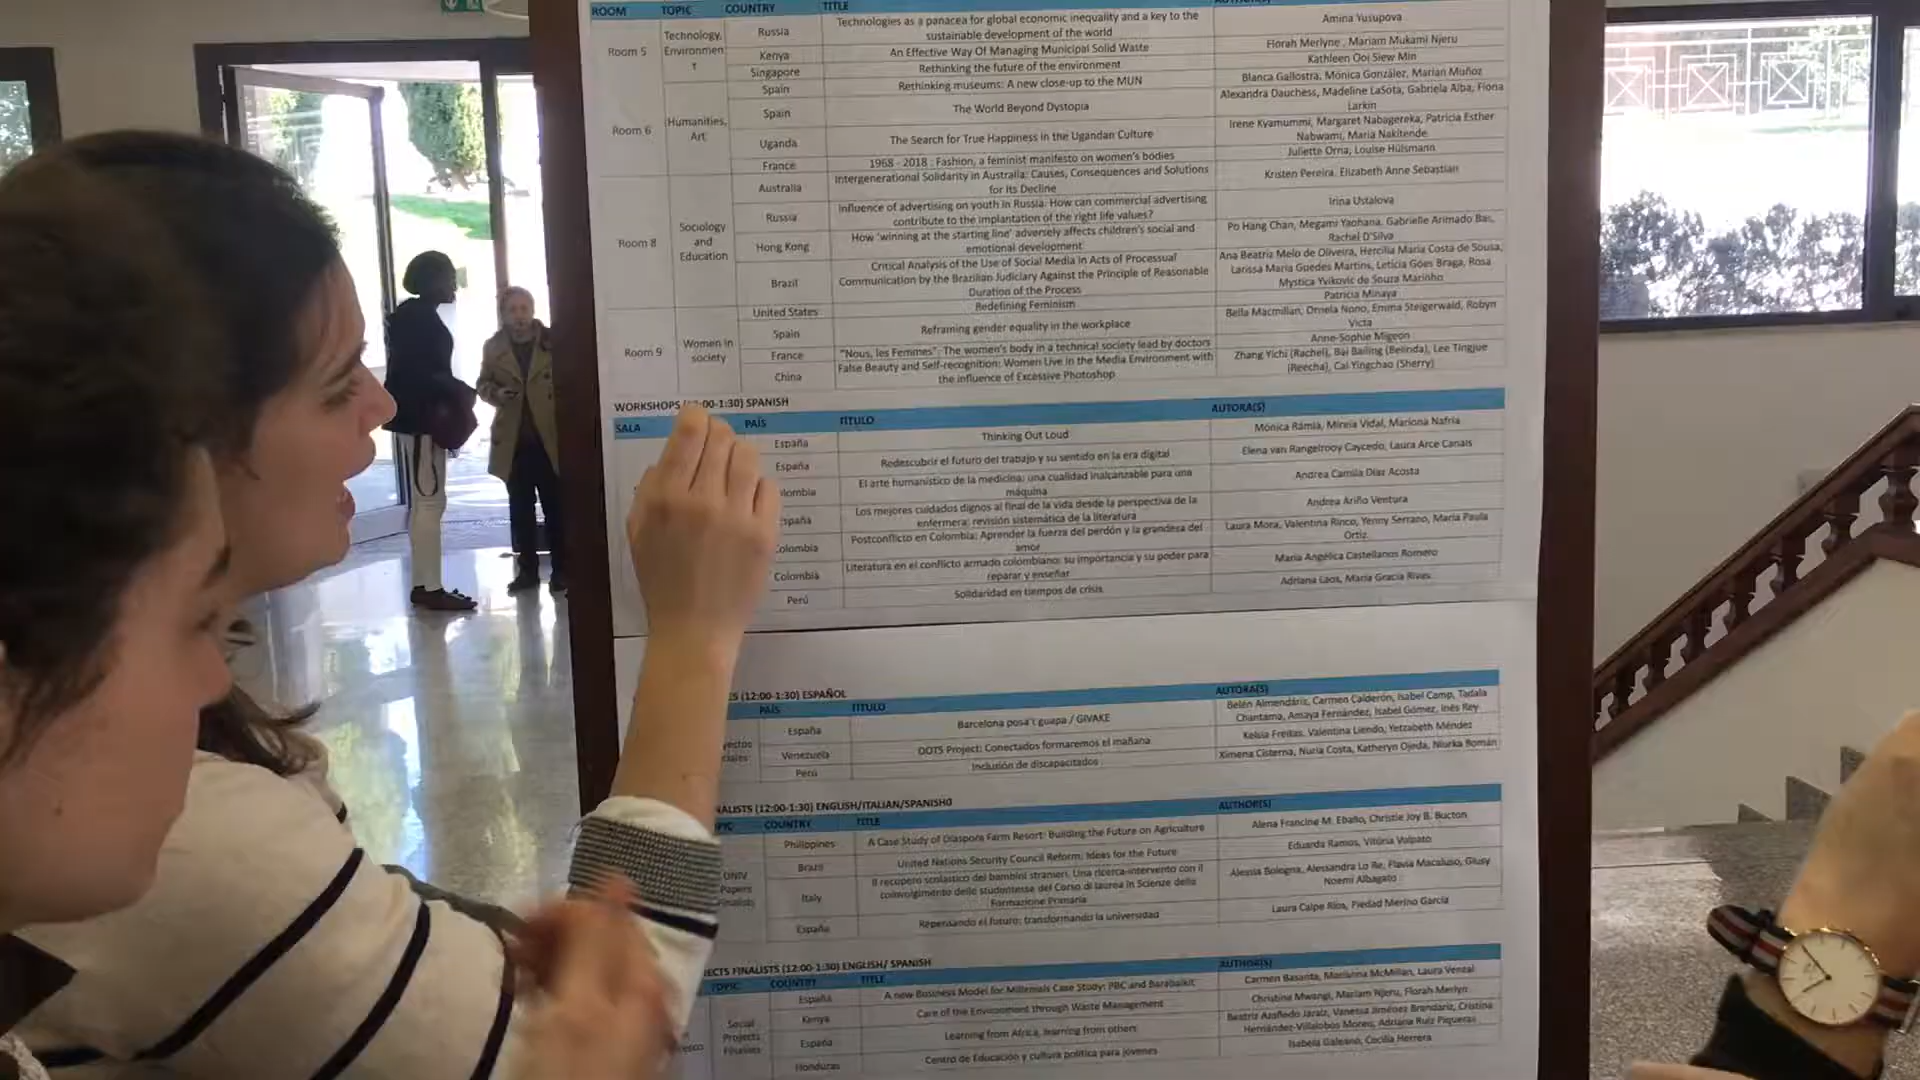 ROOM TOPIC COUNTRY TITLE
Room 5 Technology, Environmen t
Russia Technologies as a panacea for global economic inequality and a key to the sustainable development of the world Amina Yusupova
Kenya An Effective Way Of Managing Municipal Solid Waste Florah Merlyne , Mariam Mukami Njeru
Singapore Rethinking the future of the environment Kathleen Ooi Siew Min
Room 6 Humanities, Art
Spain Rethinking museums: A new close-up to the MUN Blanca Gallostra, Mónica González, Marian Muñoz
Spain The World Beyond Dystopia Alexandra Dauchess, Madeline LaSota, Gabriela Alba, Fiona Larkin
Uganda The Search for True Happiness in the Ugandan Culture Irene Kyamummi, Margaret Nabagereka, Patricia Esther Nabwami, Maria Nakitende
France 1968 - 2018 : Fashion, a feminist manifesto on women's bodies Juliette Orna, Louise Hülsmann
Room 8 Sociology and Education
Australia Intergenerational Solidarity in Australia: Causes, Consequences and Solutions for Its Decline Kristen Pereira, Elizabeth Anne Sebastian
Russia Influence of advertising on youth in Russia. How can commercial advertising contribute to the implantation of the right life values? Irina Ustalova
Hong Kong How 'winning at the starting line' adversely affects children's social and emotional development Po Hang Chan, Megami Yaohana, Gabrielle Arimado Bas, Rachel D'Silva
Brazil Critical Analysis of the Use of Social Media in Acts of Processual Communication by the Brazilian Judiciary Against the Principle of Reasonable Duration of the Process Ana Beatriz Melo de Oliveira, Hercília Maria Costa de Sousa, Larissa Maria Guedes Martins, Letícia Góes Braga, Rosa Mystica Yvikovic de Souza Marinho
Room 9 Women in society
United States Redefining Feminism Patricia Minaya
Spain Reframing gender equality in the workplace Bella Macmillan, Ornela Nono, Emma Steigerwald, Robyn Victa
France "Nous, les Femmes": The women's body in a technical society lead by doctors Anne-Sophie Migeon
China False Beauty and Self-recognition: Women Live in the Media Environment with the influence of Excessive Photoshop Zhang Yichi (Rachel), Bai Bailing (Belinda), Lee Tingjue (Reecha), Cai Yingchao (Sherry)
WORKSHOPS :00-1:30) SPANISH
SALA PAÍS TITULO AUTORA(S)
España Thinking Out Loud Mónica Ràmia, Mireia Vidal, Mariona Nafria
España Redescubrir el futuro del trabajo y su sentido en la era digital Elena van Rangelrooy Caycedo, Laura Arce Canais
lombia El arte humanístico de la medicina: una cualidad inalcanzable para una máquina Andrea Camila Díaz Acosta
spaña Los mejores cuidados dignos al final de la vida desde la perspectiva de la enfermera: revisión sistemática de la literatura Andrea Ariño Ventura
olombia Postconflicto en Colombia: Aprender la fuerza del perdón y la grandeza del amor Laura Mora, Valentina Rinco, Yenny Serrano, María Paula Ortiz.
Colombia Literatura en el conflicto armado colombiano: su importancia y su poder para reparar y enseñar María Angélica Castellanos Romero
Perú Solidaridad en tiempos de crisis Adriana Laos, María Gracia Rives
(12:00-1:30) ESPAÑOL
PAÍS TITULO AUTORA(S)
España Barcelona posa't guapa / GIVAKE Belén Almendáris, Carmen Calderón, Isabel Camp, Tadala Chantama, Amaya Fernández, Isabel Gómez, Inés Rey
Venezuela DOTS Project: Conectados formaremos el mañana Keisia Freitas, Valentina Liendo, Yetzabeth Méndez
Perú Inclusión de discapacitados Ximena Cisterna, Nuria Costa, Katheryn Ojeda, Niurka Román
NALISTS (12:00-1:30) ENGLISH/ITALIAN/SPANISH0
PIC COUNTRY TITLE AUTHOR(S)
UNIV Papers Finalists
Philippines A Case Study of Diaspora Farm Resort: Building the Future on Agriculture Alena Francine M. Ebaño, Christie Joy B. Bucton
Brazil United Nations Security Council Reform: Ideas for the Future Eduarda Ramos, Vitória Volpato
Italy Il recupero scolastico dei bambini stranieri. Una ricerca-intervento con il coinvolgimento delle studentesse del Corso di laurea in Scienze della Formazione Primaria Alessia Bologna, Alessandra Lo Re, Flavia Macaluso, Giusy Noemi Albagato
España Repensando el futuro: transformando la universidad Laura Calpe Ríos, Piedad Merino García
JECTS FINALISTS (12:00-1:30) ENGLISH/ SPANISH
TOPIC COUNTRY TITLE AUTHOR(S)
Social Projects Finalists
España A new Business Model for Millenials Case Study: PBC and Barabalkit Carmen Basanta, Marianna McMillan, Laura Venzal
Kenya Care of the Environment through Waste Management Christine Mwangi, Mariam Njeru, Florah Merlyn
España Learning from Africa, learning from others Beatriz Azañedo Jaraiz, Vanessa Jiménez Brendariz, Cristina Hernández-Villalobos Moreo, Adriana Ruiz Piqueras
Honduras Centro de Educación y cultura política para jóvenes Isabela Galeano, Cecilia Herrera